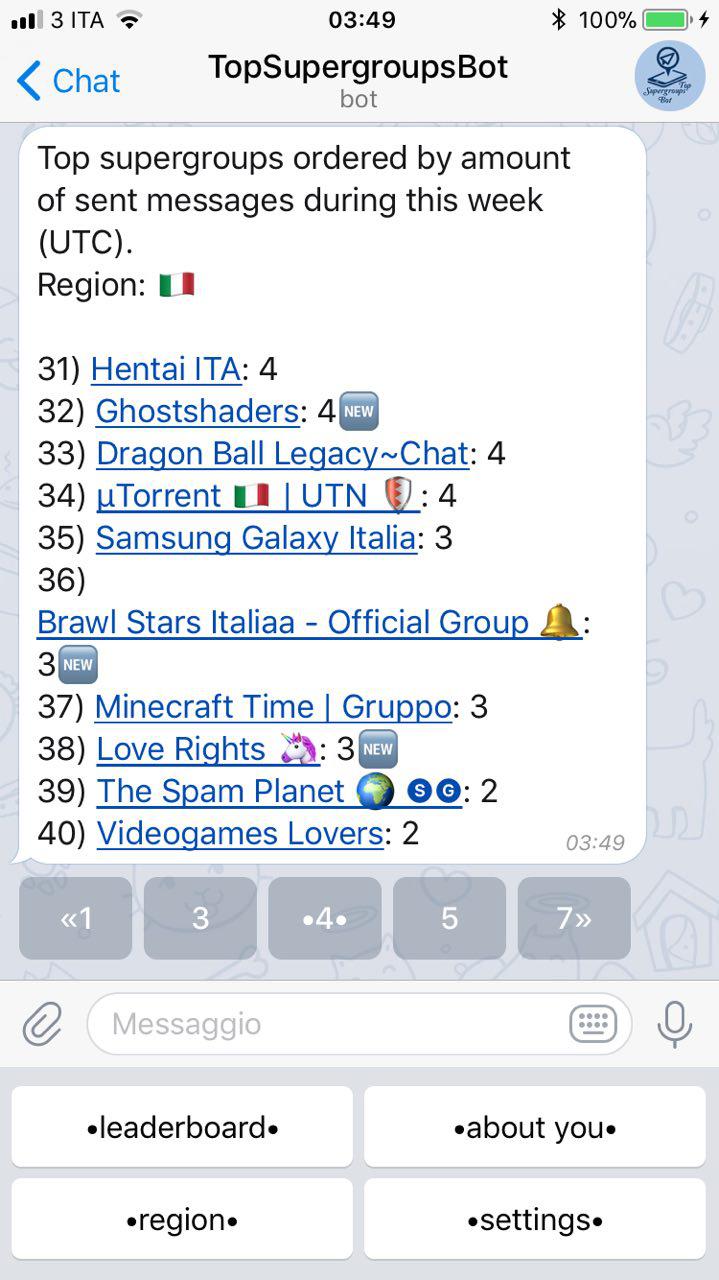 3 ITA 03:49 100%
Chat TopSupergroupsBot
bot
Top Supergroups Bot
Top supergroups ordered by amount
of sent messages during this week
(UTC).
Region: 🇮🇹
31) Hentai ITA: 4
32) Ghostshaders: 4🆕
33) Dragon Ball Legacy~Chat: 4
34) µTorrent 🇮🇹 | UTN 🛡: 4
35) Samsung Galaxy Italia: 3
36)
Brawl Stars Italiaa - Official Group 🔔:
3🆕
37) Minecraft Time | Gruppo: 3
38) Love Rights 🦄: 3🆕
39) The Spam Planet 🌍 🅢🅖: 2
40) Videogames Lovers: 2
03:49
«1 3 •4• 5 7»
Messaggio
•leaderboard• •about you•
•region• •settings•